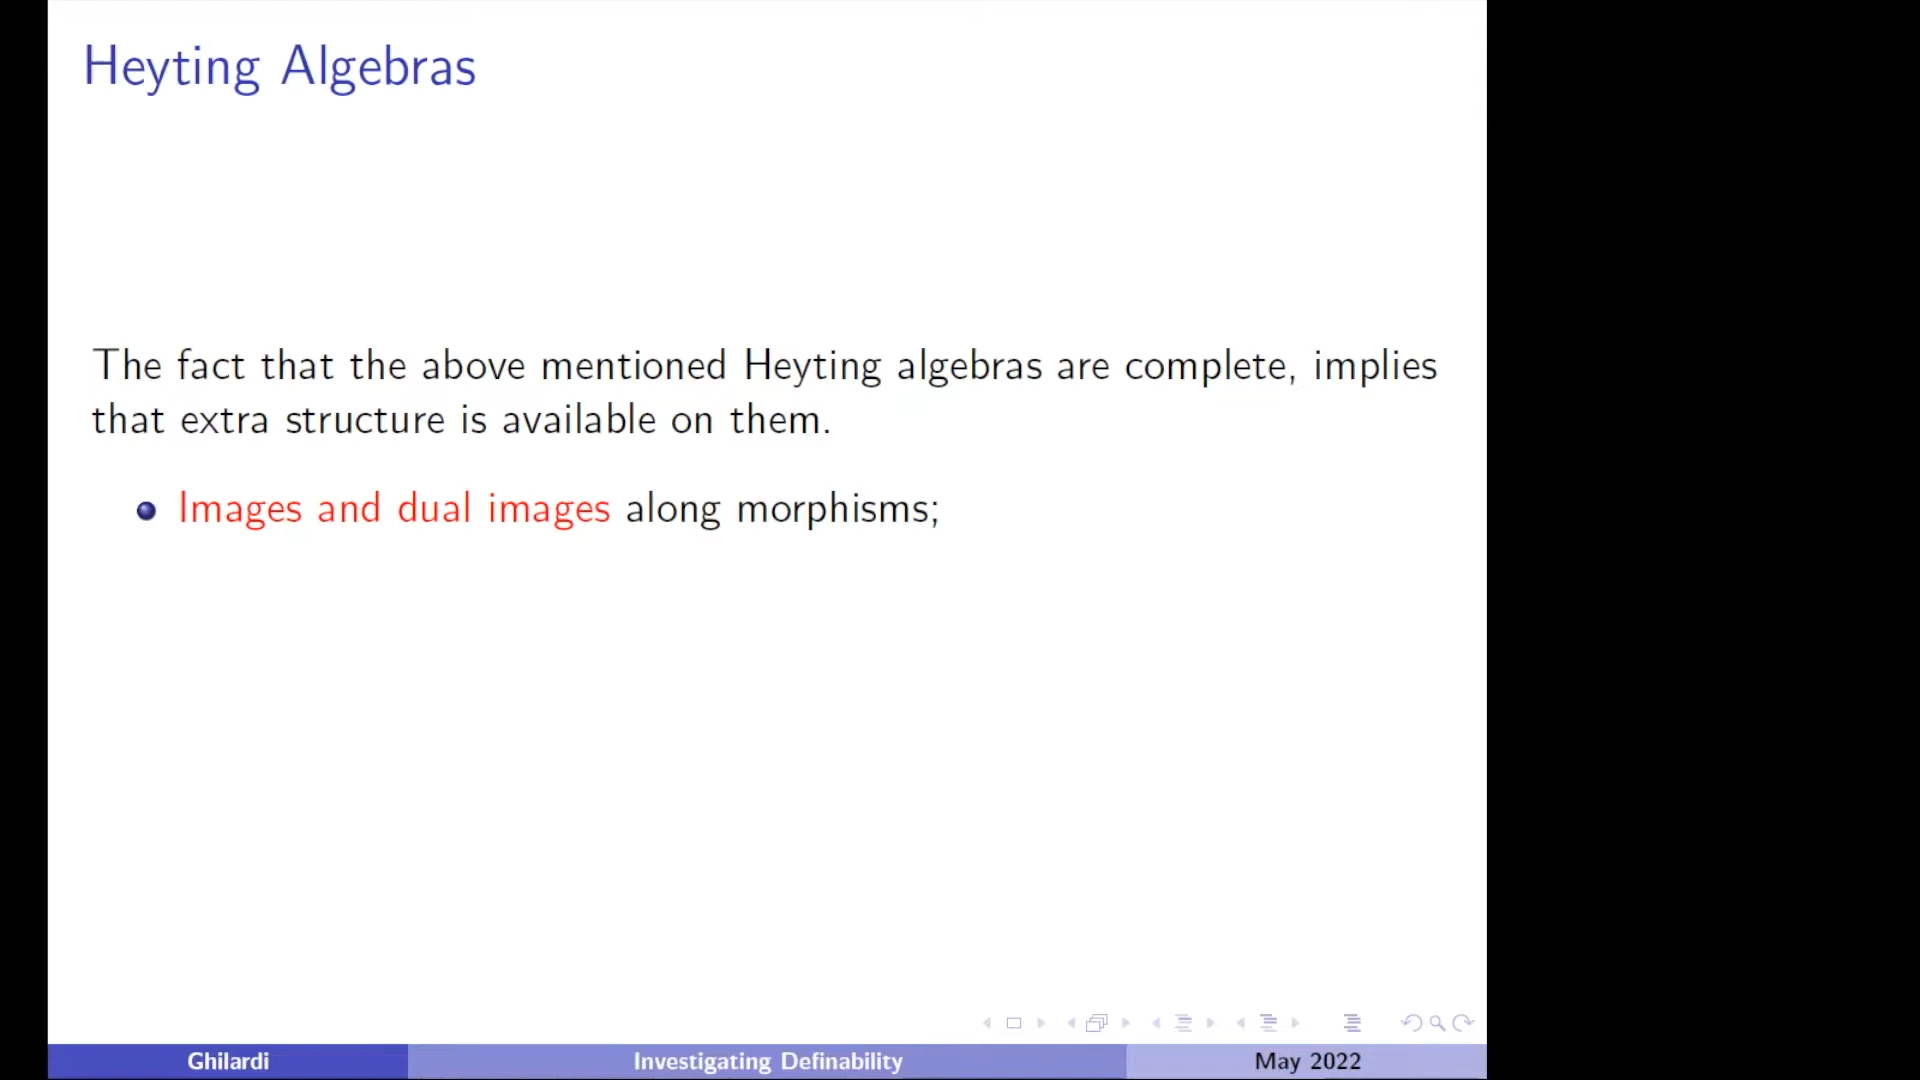 Heyting Algebras
The fact that the above mentioned Heyting algebras are complete, implies
that extra structure is available on them.
Images and dual images along morphisms;
Ghilardi
Investigating Definability
May 2022